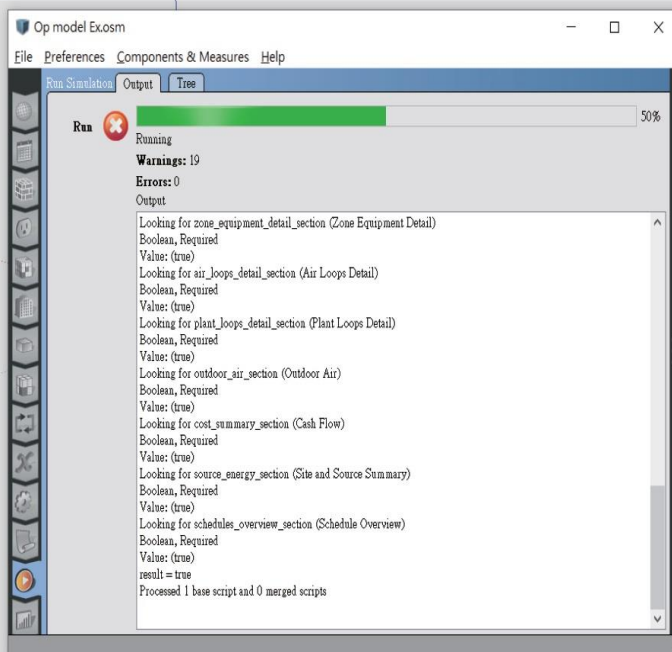 Op model Ex.osm
File Preferences Components & Measures Help
Run Simulation Output Tree
Run
50%
Running
Warnings: 19
Errors: 0
Output
Looking for zone_equipment_detail_section (Zone Equipment Detail)
Boolean, Required
Value: (true)
Looking for air_loops_detail_section (Air Loops Detail)
Boolean, Required
Value: (true)
Looking for plant_loops_detail_section (Plant Loops Detail)
Boolean, Required
Value: (true)
Looking for outdoor_air_section (Outdoor Air)
Boolean, Required
Value: (true)
Looking for cost_summary_section (Cash Flow)
Boolean, Required
Value: (true)
Looking for source_energy_section (Site and Source Summary)
Boolean, Required
Value: (true)
Looking for schedules_overview_section (Schedule Overview)
Boolean, Required
Value: (true)
result = true
Processed 1 base script and 0 merged scripts